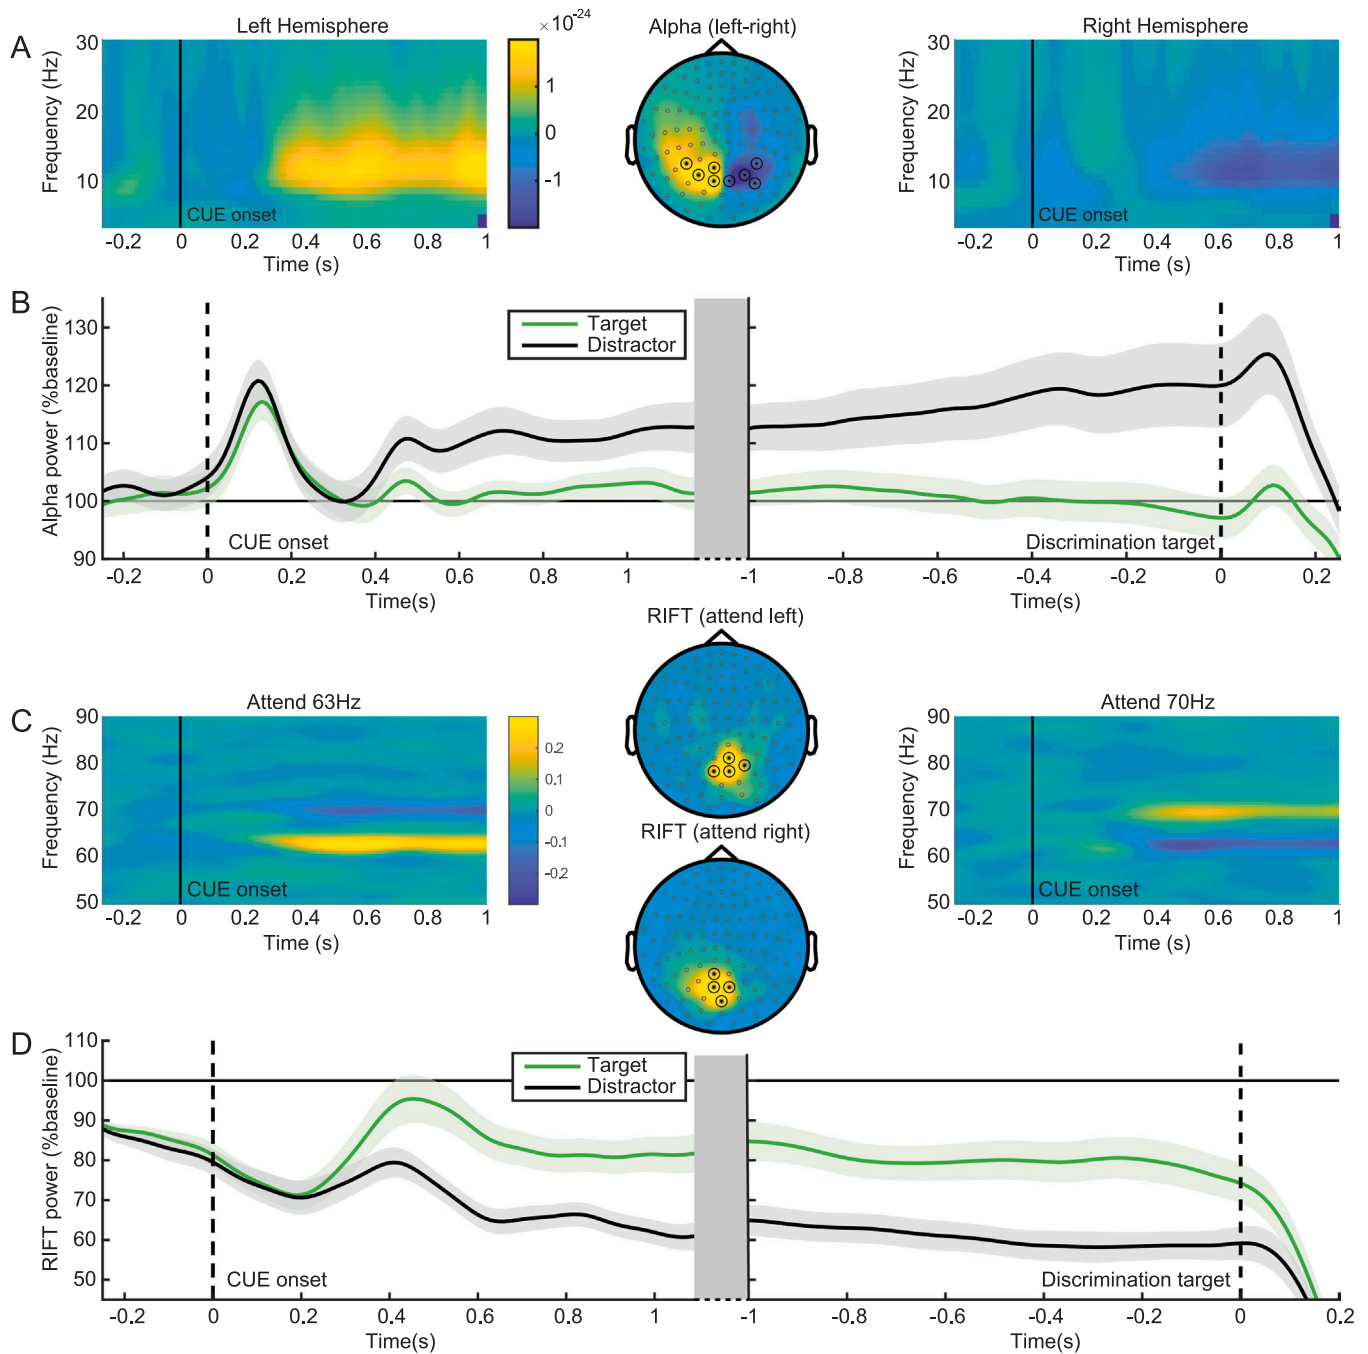 A
Left Hemisphere
×10⁻²⁴
Alpha (left-right)
Right Hemisphere
Frequency (Hz)
30
20
10
CUE onset
-0.2 0 0.2 0.4 0.6 0.8 1
Time (s)
1
0
-1
Frequency (Hz)
30
20
10
CUE onset
-0.2 0 0.2 0.4 0.6 0.8 1
Time (s)
B
Alpha power (%baseline)
130
120
110
100
90
Target
Distractor
CUE onset
Discrimination target
-0.2 0 0.2 0.4 0.6 0.8 1
-1 -0.8 -0.6 -0.4 -0.2 0 0.2
Time(s)
Time(s)
RIFT (attend left)
C
Attend 63Hz
Attend 70Hz
Frequency (Hz)
90
80
70
60
50
CUE onset
-0.2 0 0.2 0.4 0.6 0.8 1
Time (s)
0.2
0.1
0
-0.1
-0.2
RIFT (attend right)
Frequency (Hz)
90
80
70
60
50
CUE onset
-0.2 0 0.2 0.4 0.6 0.8 1
Time (s)
D
RIFT power (%baseline)
110
100
90
80
70
60
50
Target
Distractor
CUE onset
Discrimination target
-0.2 0 0.2 0.4 0.6 0.8 1
-1 -0.8 -0.6 -0.4 -0.2 0 0.2
Time(s)
Time(s)